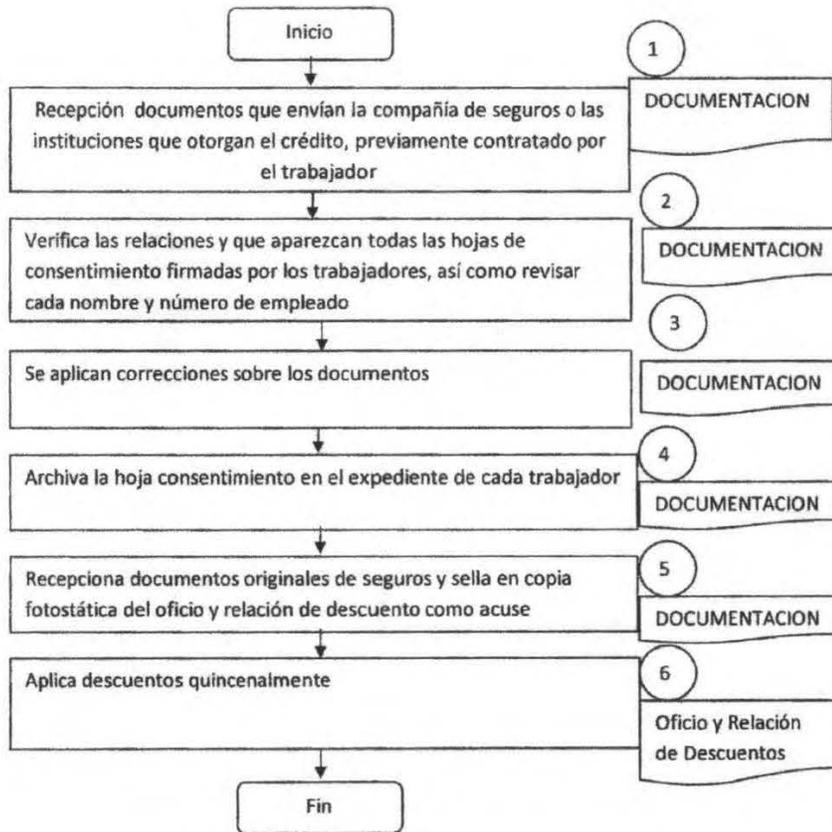 Inicio
1
Recepción documentos que envían la compañía de seguros o las
instituciones que otorgan el crédito, previamente contratado por
el trabajador
DOCUMENTACION
2
Verifica las relaciones y que aparezcan todas las hojas de
consentimiento firmadas por los trabajadores, así como revisar
cada nombre y número de empleado
DOCUMENTACION
3
Se aplican correcciones sobre los documentos
DOCUMENTACION
4
Archiva la hoja consentimiento en el expediente de cada trabajador
DOCUMENTACION
5
Recepciona documentos originales de seguros y sella en copia
fotostática del oficio y relación de descuento como acuse
DOCUMENTACION
6
Aplica descuentos quincenalmente
Oficio y Relación
de Descuentos
Fin